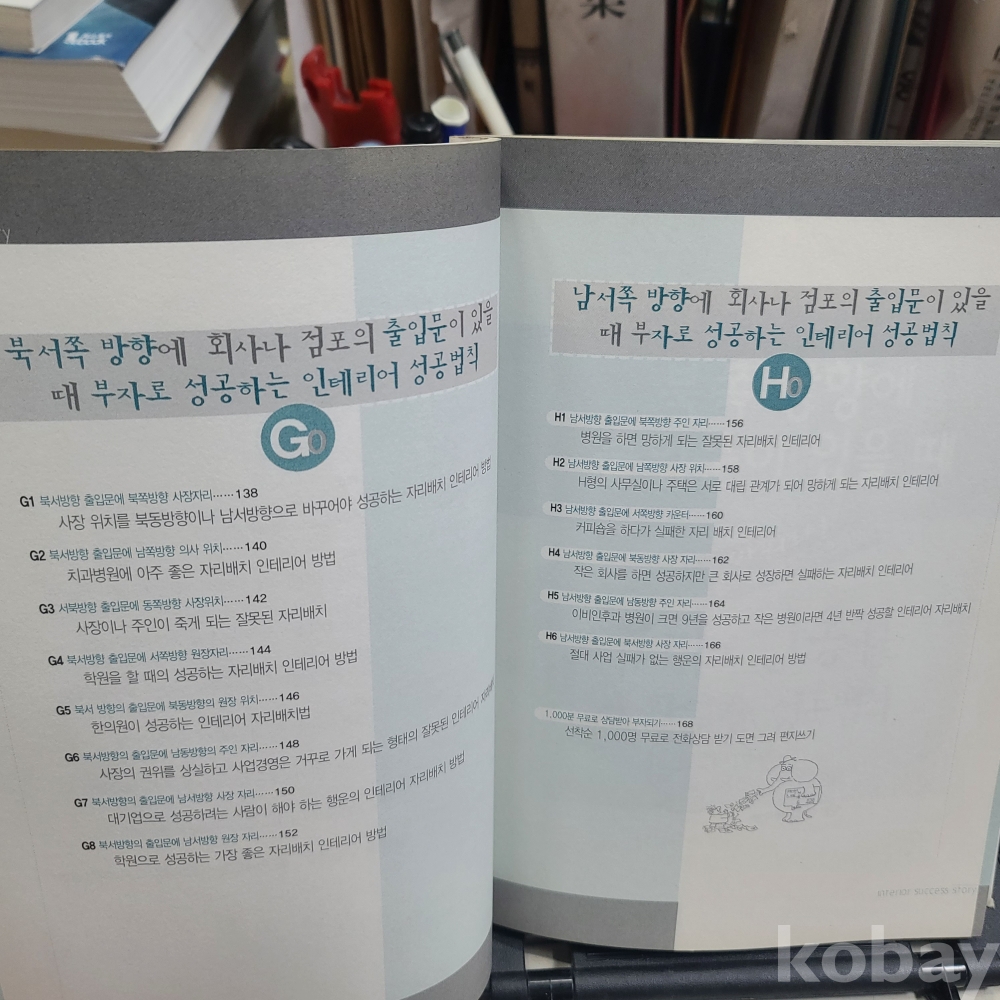 북서쪽 방향에 회사나 점포의 출입문이 있을
때 부자로 성공하는 인테리어 성공법칙
G0
G1 북서방향 출입문에 북쪽방향 사장자리……138
사장 위치를 북동방향이나 남서방향으로 바꾸어야 성공하는 자리배치 인테리어 방법
G2 북서방향 출입문에 남쪽방향 의사 위치……140
치과병원에 아주 좋은 자리배치 인테리어 방법
G3 서북방향 출입문에 동쪽방향 사장위치……142
사장이나 주인이 죽게 되는 잘못된 자리배치
G4 북서방향 출입문에 서쪽방향 원장자리……144
학원을 할 때의 성공하는 자리배치 인테리어 방법
G5 북서 방향의 출입문에 북동방향의 원장 위치……146
한의원이 성공하는 인테리어 자리배치법
G6 북서방향의 출입문에 남동방향의 주인 자리……148
사장의 권위를 상실하고 사업경영은 거꾸로 가게 되는 형태의 잘못된 인테리어 자리배치
G7 북서방향의 출입문에 남서방향 사장 자리……150
대기업으로 성공하려는 사람이 해야 하는 행운의 인테리어 자리배치 방법
G8 북서방향의 출입문에 남서방향 원장 자리……152
학원으로 성공하는 가장 좋은 자리배치 인테리어 방법
남서쪽 방향에 회사나 점포의 출입문이 있을
때 부자로 성공하는 인테리어 성공법칙
H0
H1 남서방향 출입문에 북쪽방향 주인 자리……156
병원을 하면 망하게 되는 잘못된 자리배치 인테리어
H2 남서방향 출입문에 남쪽방향 사장 위치……158
H형의 사무실이나 주택은 서로 대립 관계가 되어 망하게 되는 자리배치 인테리어
H3 남서방향 출입문에 서쪽방향 카운터……160
커피숍을 하다가 실패한 자리 배치 인테리어
H4 남서방향 출입문에 북동방향 사장 자리……162
작은 회사를 하면 성공하지만 큰 회사로 성장하면 실패하는 자리배치 인테리어
H5 남서방향 출입문에 남동방향 주인 자리……164
이비인후과 병원이 크면 9년을 성공하고 작은 병원이라면 4년 반짝 성공할 인테리어 자리배치
H6 남서방향 출입문에 북서방향 사장 자리……166
절대 사업 실패가 없는 행운의 자리배치 인테리어 방법
1,000분 무료로 상담받아 부자되기……168
선착순 1,000명 무료로 전화상담 받기 도면 그려 편지쓰기
kobay